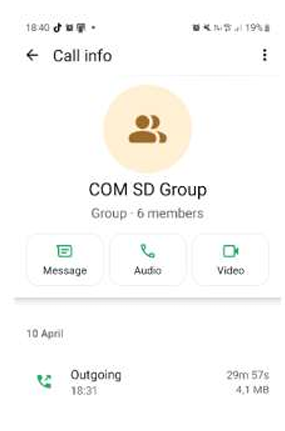 18:40
19%
Call info
COM SD Group
Group · 6 members
Message Audio Video
10 April
Outgoing 29m 57s
18:31 4,1 MB